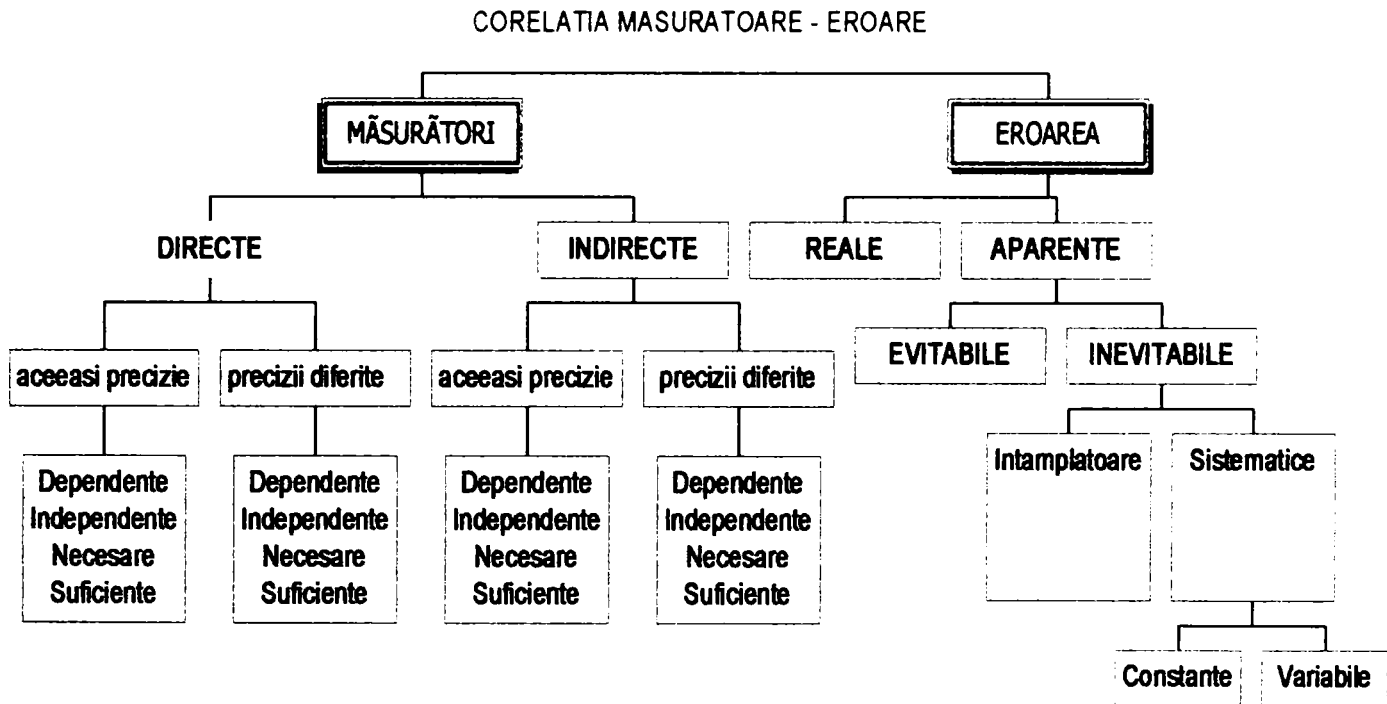 CORELATIA MASURATOARE - EROARE
MÃSURÃTORI
EROAREA
DIRECTE
INDIRECTE
REALE
APARENTE
EVITABILE
INEVITABILE
aceeasi precizie
precizii diferite
aceeasi precizie
precizii diferite
Dependente
Independente
Necesare
Suficiente
Dependente
Independente
Necesare
Suficiente
Dependente
Independente
Necesare
Suficiente
Dependente
Independente
Necesare
Suficiente
Intamplatoare
Sistematice
Constante
Variabile